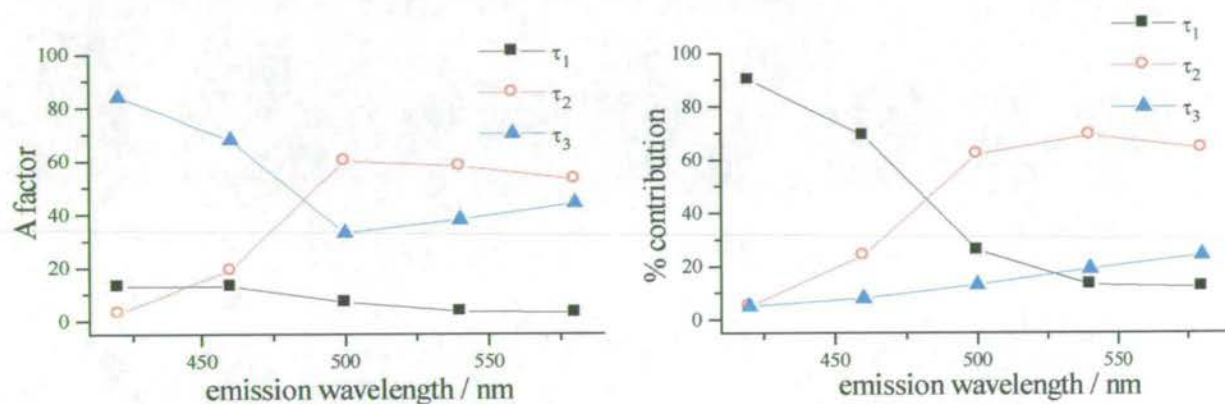 100
80
60
40
20
0
A factor
450
500
550
emission wavelength / nm
τ1
τ2
τ3
100
80
60
40
20
0
% contribution
450
500
550
emission wavelength / nm
τ1
τ2
τ3